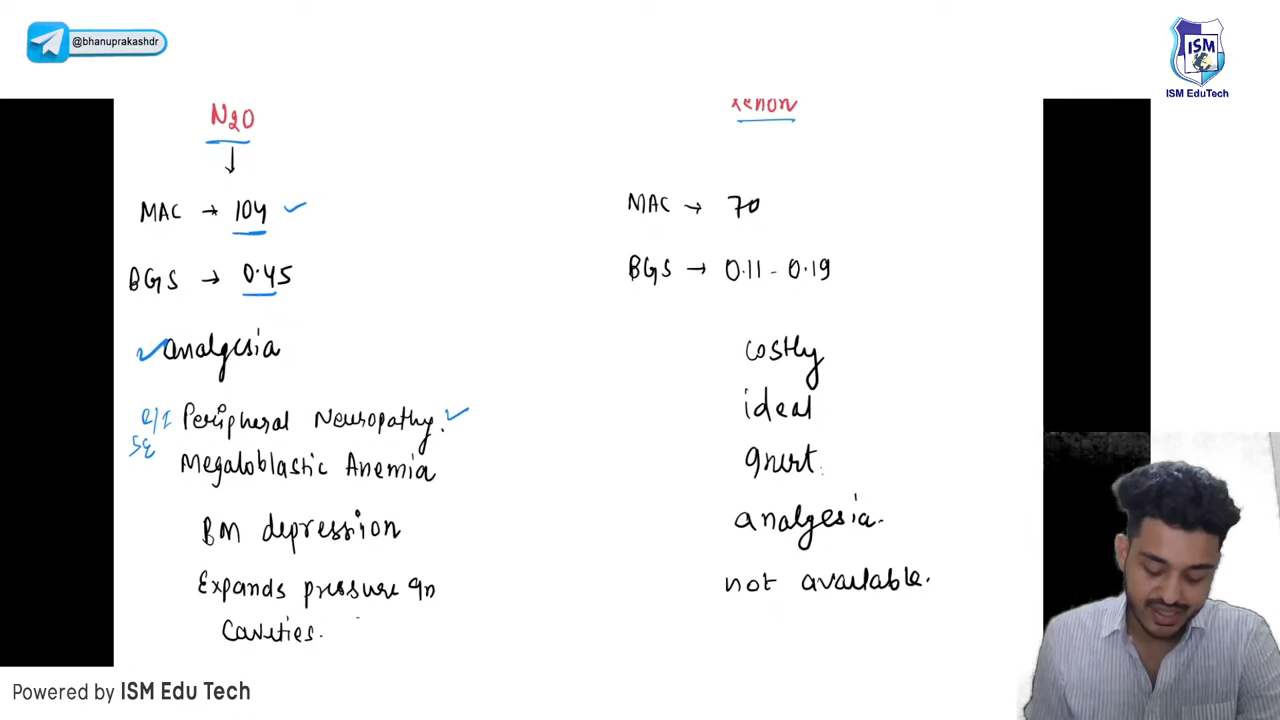 @bhanuprakashdr
ISM
ISM EduTech
N2O
Xenon
MAC → 104 ✓
MAC → 70
BGS → 0.45
BGS → 0.11 - 0.19
✓ analgesia
costly
ideal
Peripheral Neuropathy. ✓
SE
Megaloblastic Anemia
Inert.
BM depression
analgesia.
Expands pressure In
cavities.
not available.
Powered by ISM Edu Tech